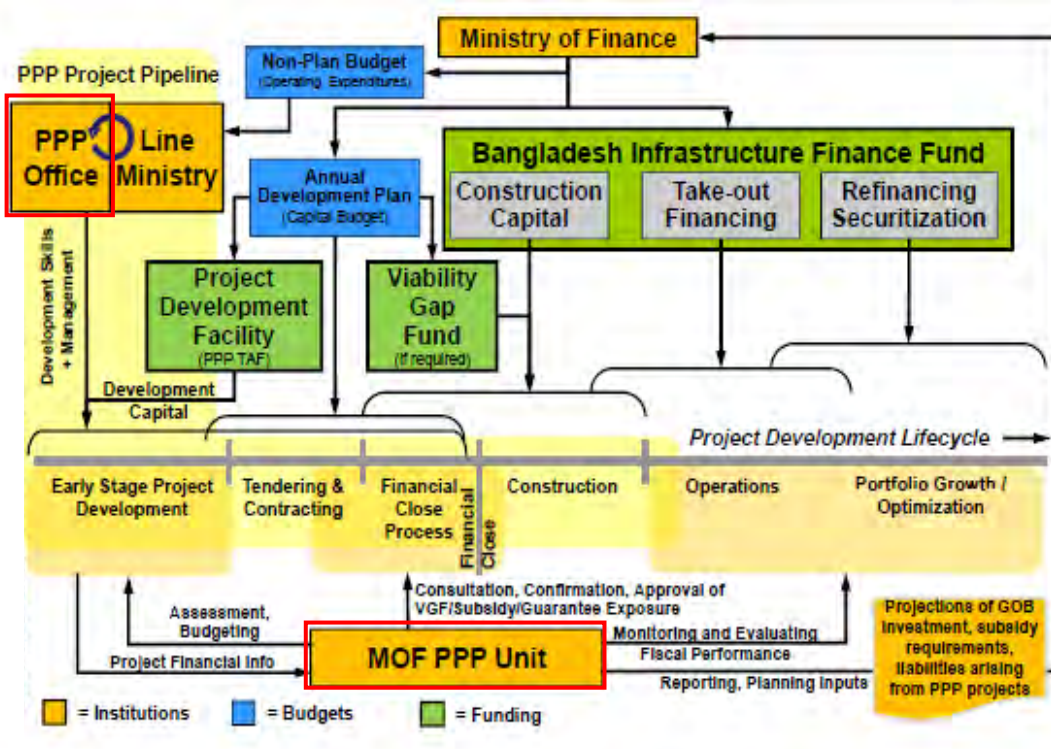 Ministry of Finance
Non-Plan Budget
(Operating Expenditures)
PPP Project Pipeline
PPP
Office
Line
Ministry
Annual
Development Plan
(Capital Budget)
Bangladesh Infrastructure Finance Fund
Construction
Capital
Take-out
Financing
Refinancing
Securitization
Project
Development
Facility
(PPP TAF)
Viability
Gap
Fund
(if required)
Development Skills
+ Management
Development
Capital
Project Development Lifecycle
Early Stage Project
Development
Tendering &
Contracting
Financial
Close
Process
Financial
Close
Construction
Operations
Portfolio Growth /
Optimization
Assessment,
Budgeting
Project Financial Info
Consultation, Confirmation, Approval of
VGF/Subsidy/Guarantee Exposure
MOF PPP Unit
Monitoring and Evaluating
Fiscal Performance
Reporting, Planning Inputs
Projections of GOB
investment, subsidy
requirements,
liabilities arising
from PPP projects
= Institutions
= Budgets
= Funding